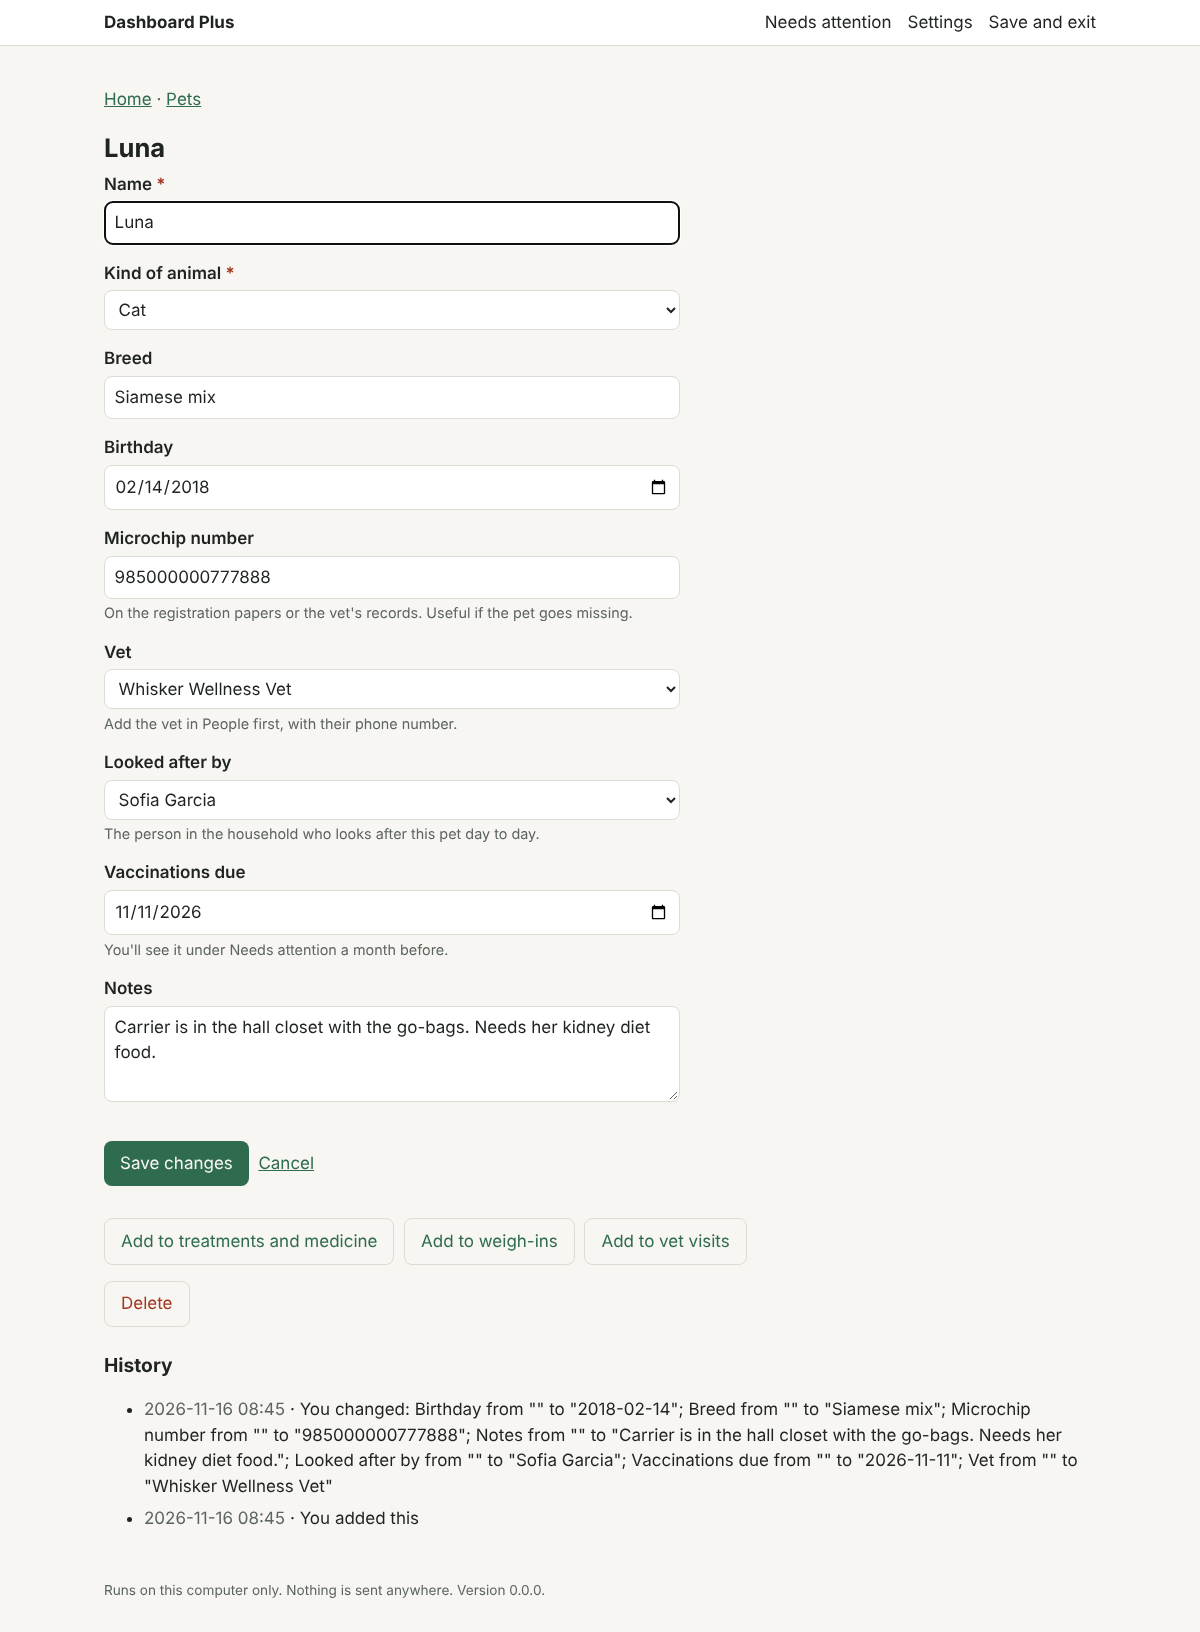 Dashboard Plus
Needs attention Settings Save and exit
Home · Pets
Luna
Name *
Luna
Kind of animal *
Cat
Breed
Siamese mix
Birthday
02/14/2018
Microchip number
985000000777888
On the registration papers or the vet's records. Useful if the pet goes missing.
Vet
Whisker Wellness Vet
Add the vet in People first, with their phone number.
Looked after by
Sofia Garcia
The person in the household who looks after this pet day to day.
Vaccinations due
11/11/2026
You'll see it under Needs attention a month before.
Notes
Carrier is in the hall closet with the go-bags. Needs her kidney diet
food.
Save changes Cancel
Add to treatments and medicine Add to weigh-ins Add to vet visits
Delete
History
• 2026-11-16 08:45 · You changed: Birthday from "" to "2018-02-14"; Breed from "" to "Siamese mix"; Microchip
number from "" to "985000000777888"; Notes from "" to "Carrier is in the hall closet with the go-bags. Needs her
kidney diet food."; Looked after by from "" to "Sofia Garcia"; Vaccinations due from "" to "2026-11-11"; Vet from "" to
"Whisker Wellness Vet"
• 2026-11-16 08:45 · You added this
Runs on this computer only. Nothing is sent anywhere. Version 0.0.0.